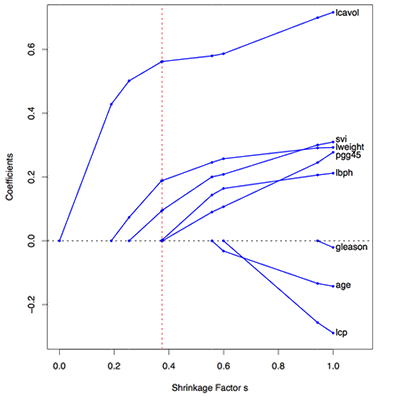 lcavol
0.6
0.4
svi
lweight
pgg45
0.2
lbph
Coefficients
0.0
gleason
age
−0.2
lcp
0.0 0.2 0.4 0.6 0.8 1.0
Shrinkage Factor s